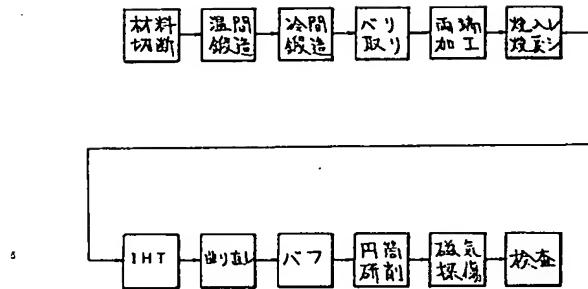 材料
切断
温間
鍛造
冷間
鍛造
バリ
取り
両端
加工
焼入レ
焼戻シ
IHT
曲り直し
バフ
円筒
研削
磁気
探傷
検査